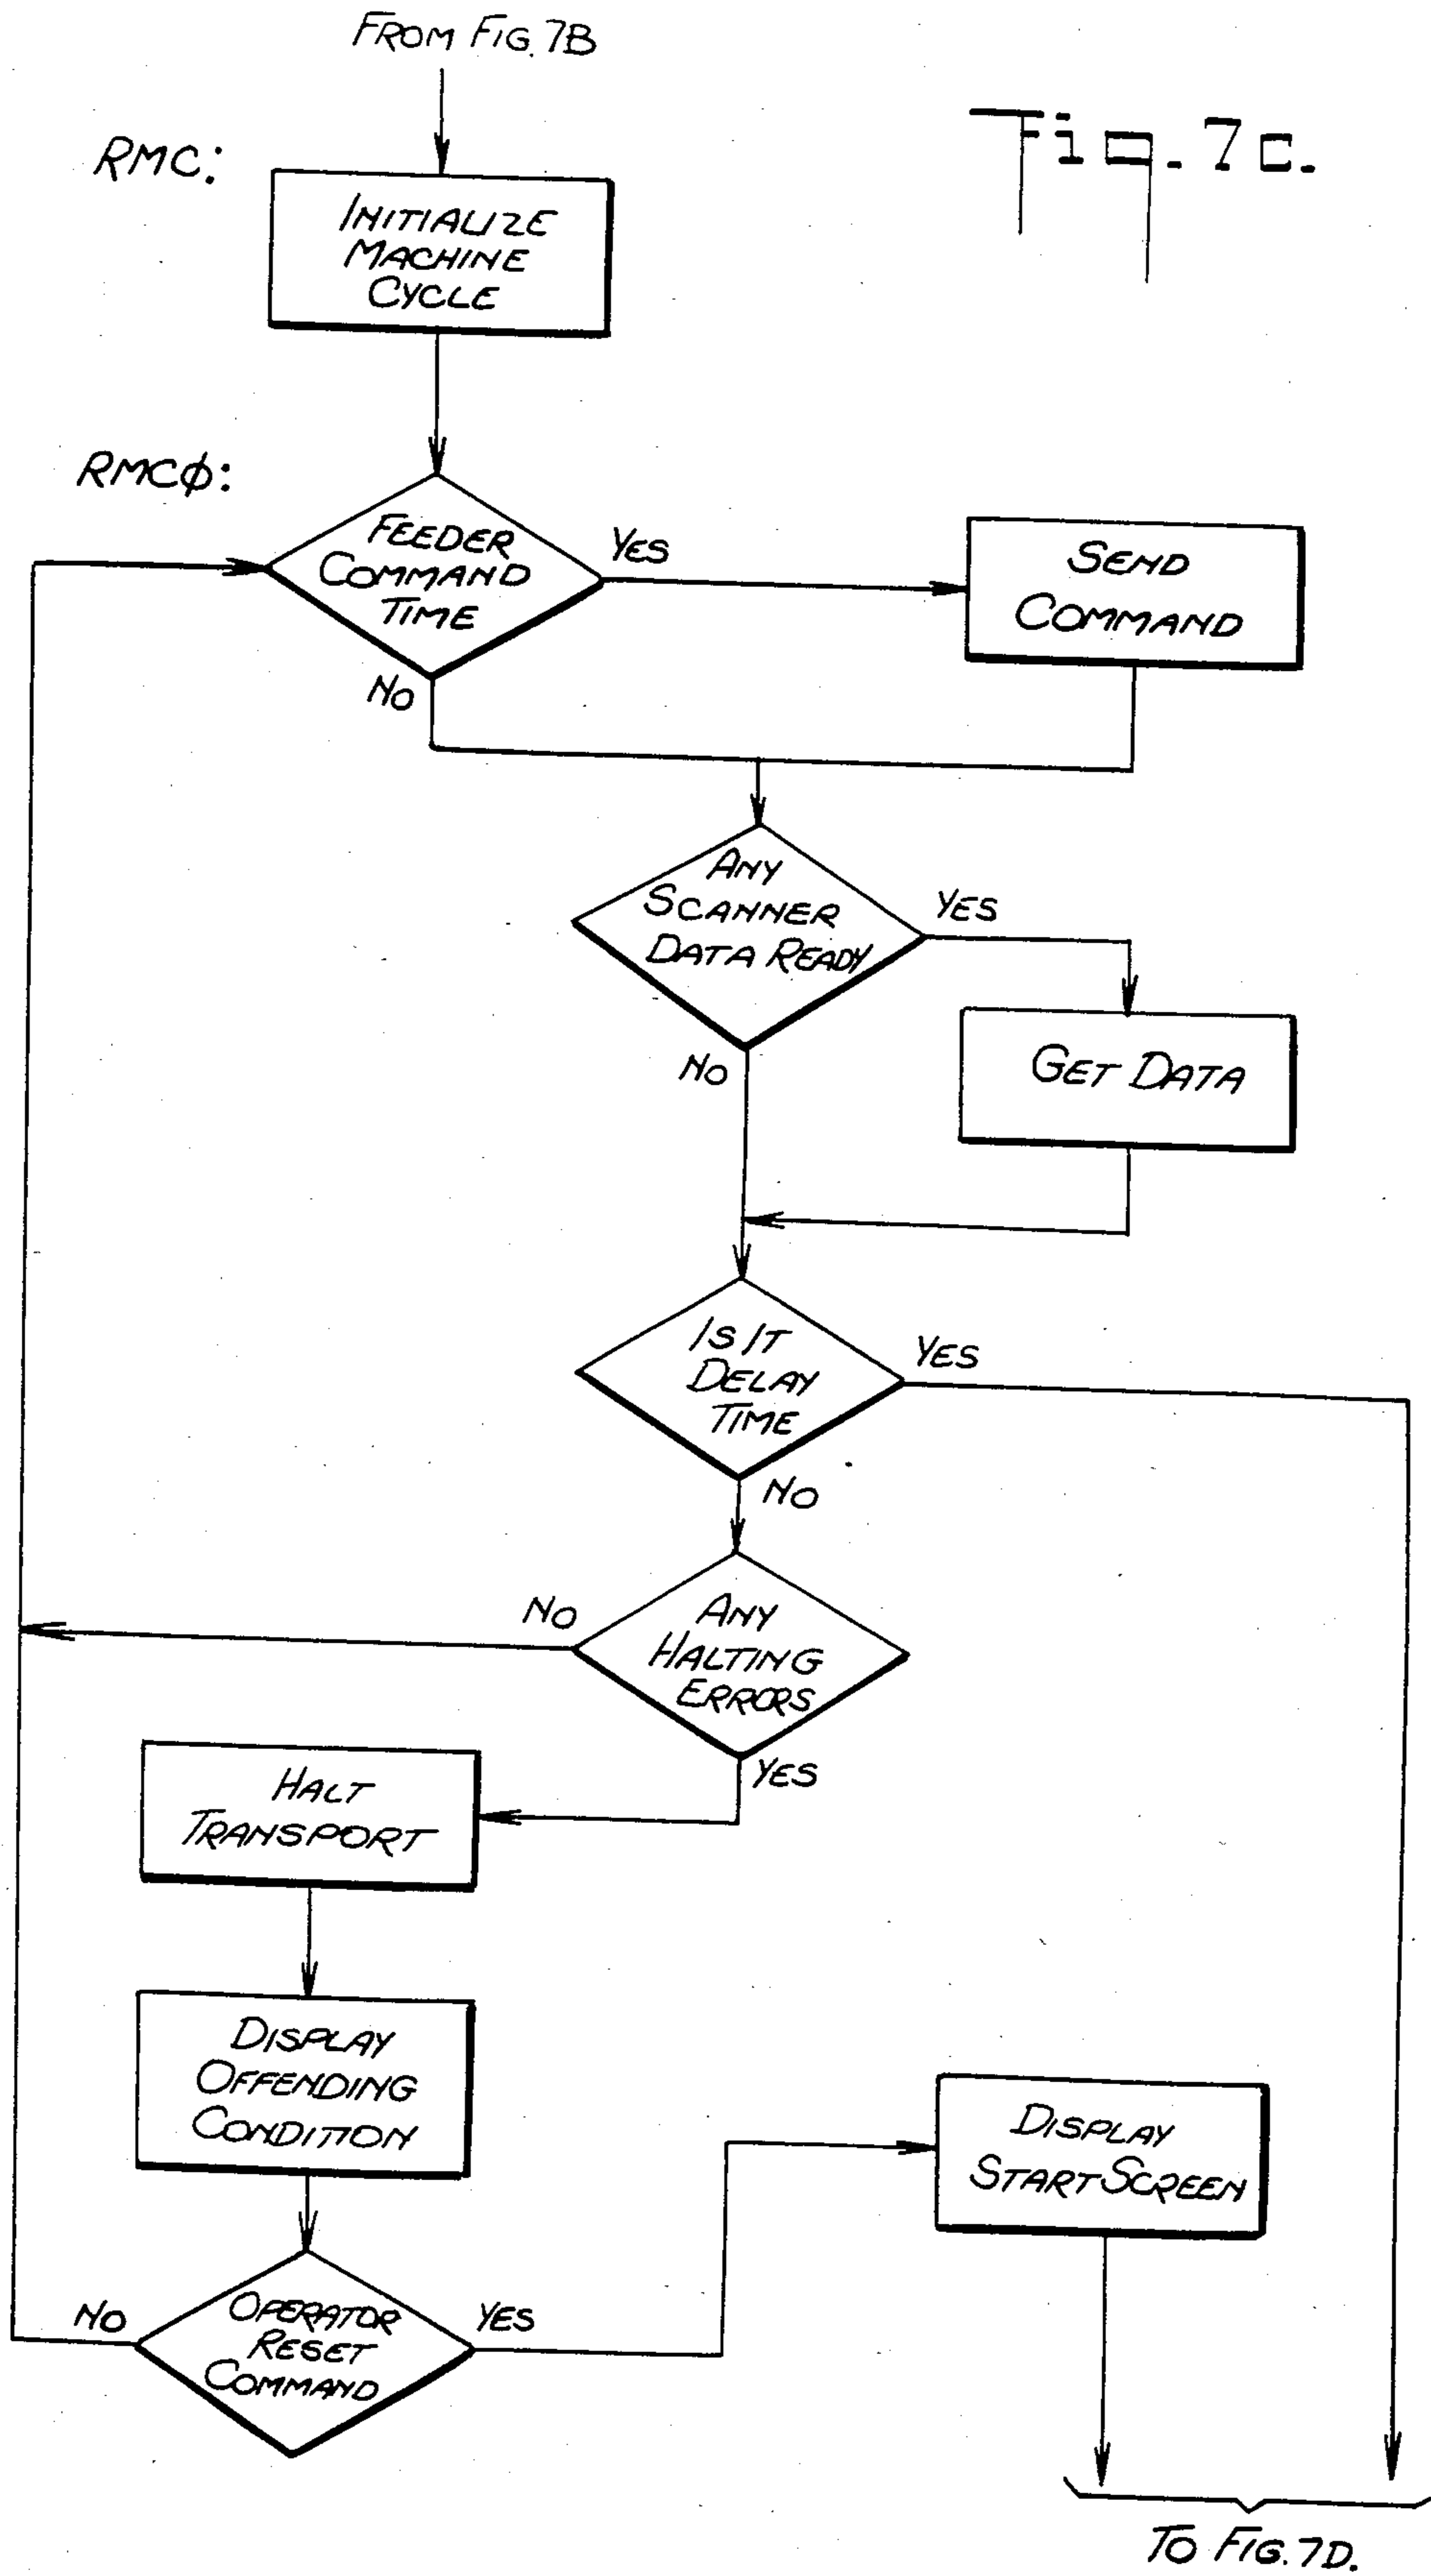 FROM FIG. 7B
Fig. 7c.
RMC:
INITIALIZE
MACHINE
CYCLE
RMCΦ:
FEEDER
COMMAND
TIME
YES
SEND
COMMAND
NO
ANY
SCANNER
DATA READY
YES
GET DATA
NO
IS IT
DELAY
TIME
YES
NO
ANY
HALTING
ERRORS
NO
YES
HALT
TRANSPORT
DISPLAY
OFFENDING
CONDITION
DISPLAY
START SCREEN
OPERATOR
RESET
COMMAND
NO
YES
TO FIG. 7D.